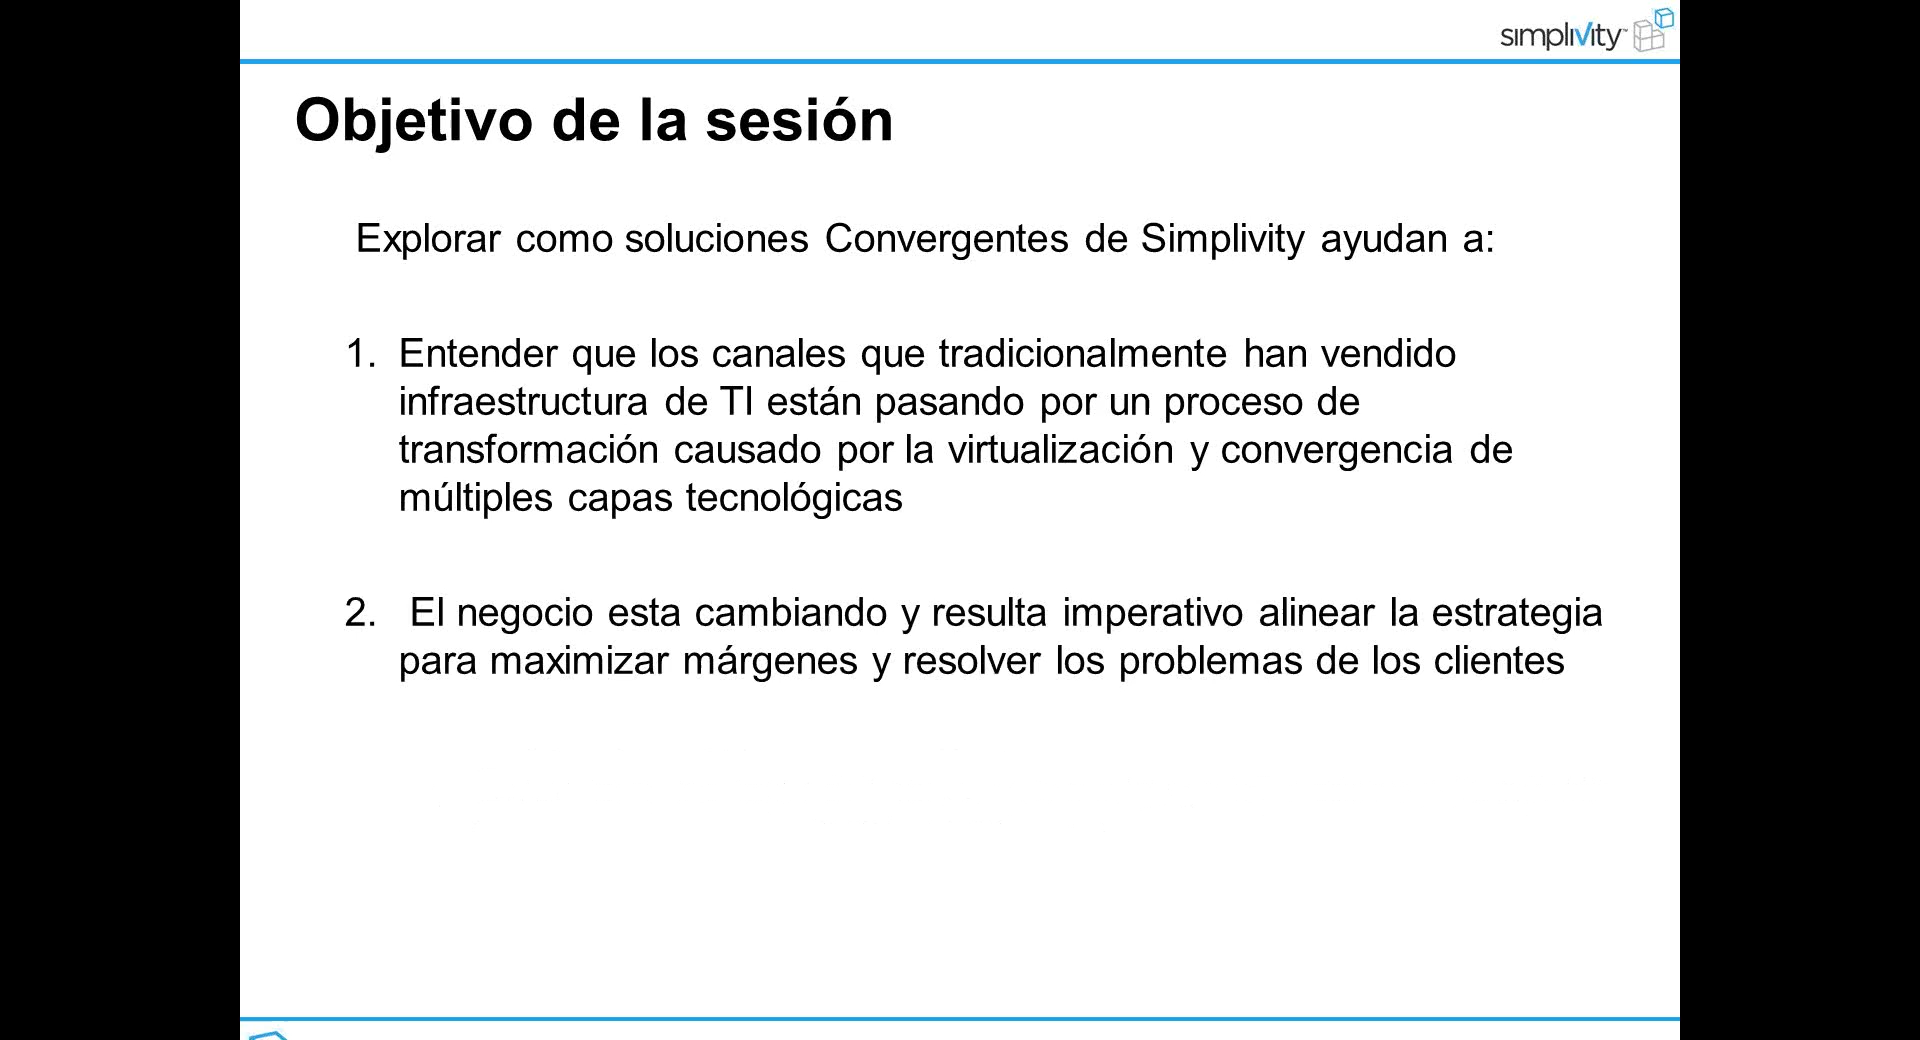 simplivity™
Objetivo de la sesión
Explorar como soluciones Convergentes de Simplivity ayudan a:
1. Entender que los canales que tradicionalmente han vendido
infraestructura de TI están pasando por un proceso de
transformación causado por la virtualización y convergencia de
múltiples capas tecnológicas
2. El negocio esta cambiando y resulta imperativo alinear la estrategia
para maximizar márgenes y resolver los problemas de los clientes